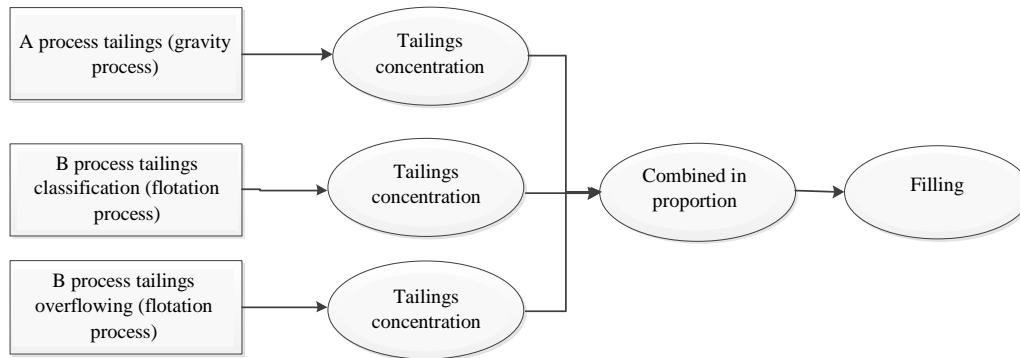 A process tailings (gravity
process)
Tailings
concentration
B process tailings
classification (flotation
process)
Tailings
concentration
Combined in
proportion
Filling
B process tailings
overflowing (flotation
process)
Tailings
concentration